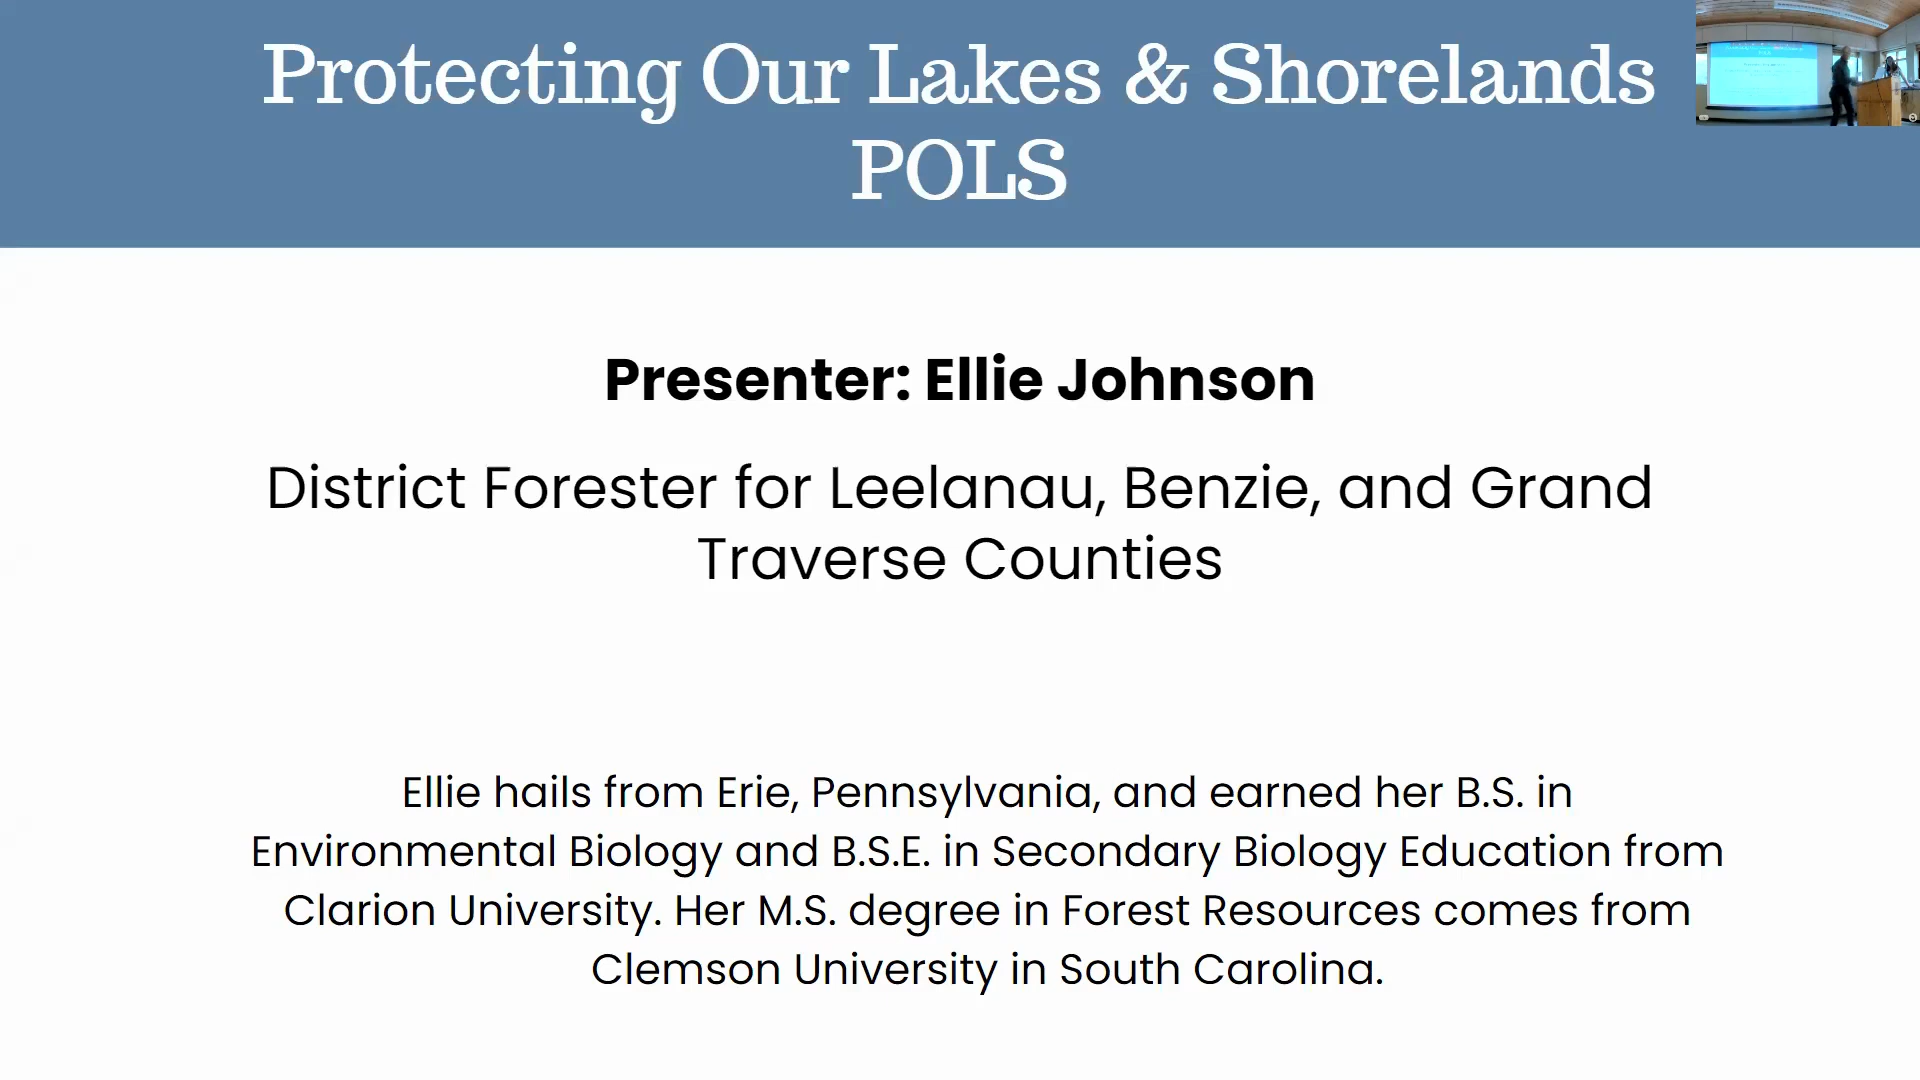 Protecting Our Lakes & Shorelands
POLS
Presenter: Ellie Johnson
District Forester for Leelanau, Benzie, and Grand
Traverse Counties
Ellie hails from Erie, Pennsylvania, and earned her B.S. in
Environmental Biology and B.S.E. in Secondary Biology Education from
Clarion University. Her M.S. degree in Forest Resources comes from
Clemson University in South Carolina.